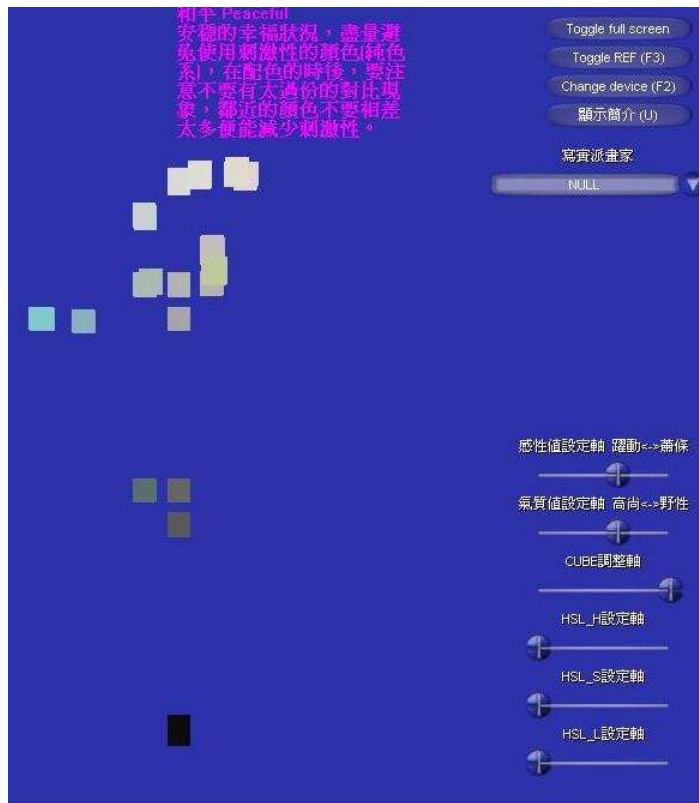 和平 Peaceful
安穩的幸福狀況，盡量避
免使用刺激性的顏色(純色
系)，在配色的時後，要注
意不要有太過份的對比現
象，鄰近的顏色不要相差
太多便能減少刺激性。
Toggle full screen
Toggle REF (F3)
Change device (F2)
顯示簡介 (U)
寫實派畫家
NULL
感性值設定軸 躍動<->蕭條
氣質值設定軸 高尚<->野性
CUBE調整軸
HSL_H設定軸
HSL_S設定軸
HSL_L設定軸